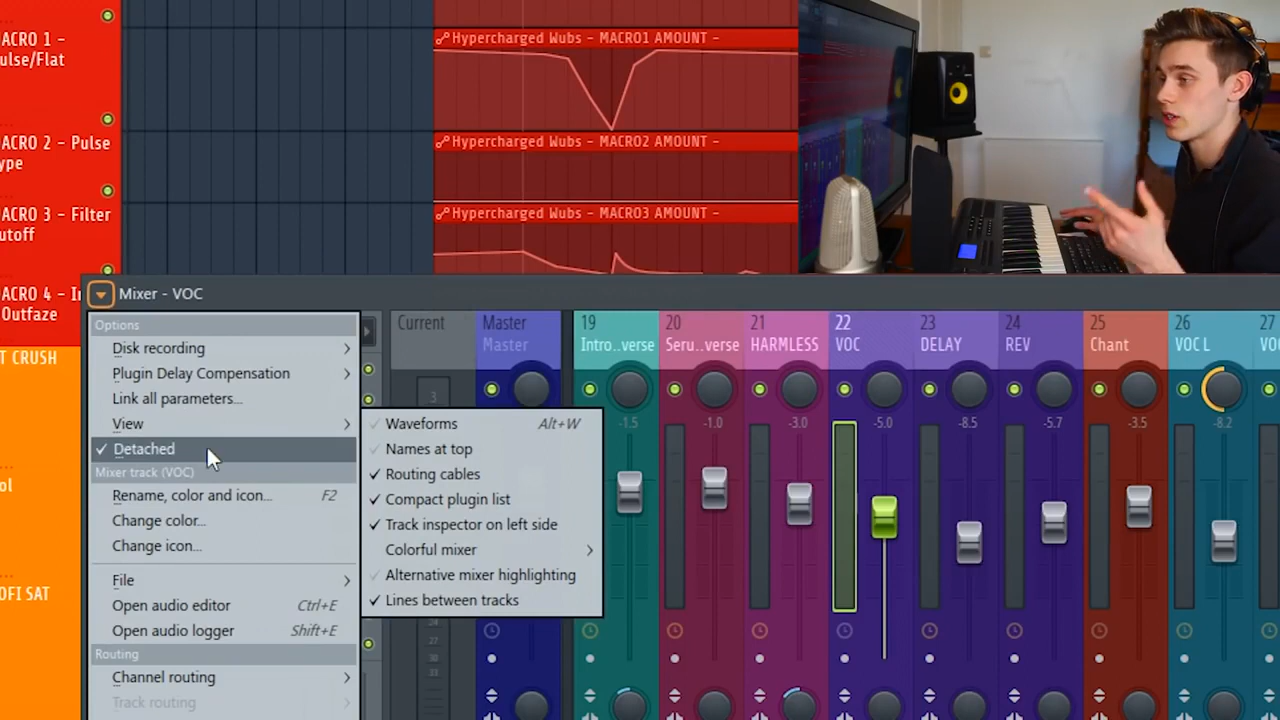 ACRO 1 -
ulse/Flat
ACRO 2 - Pulse
ype
ACRO 3 - Filter
utoff
ACRO 4 - I
Outfaze
T CRUSH
ol
OFI SAT
Hypercharged Wubs - MACRO1 AMOUNT -
Hypercharged Wubs - MACRO2 AMOUNT -
Hypercharged Wubs - MACRO3 AMOUNT -
Mixer - VOC
Options
Disk recording
Plugin Delay Compensation
Link all parameters...
View
Detached
Mixer track (VOC)
Rename, color and icon... F2
Change color...
Change icon...
File
Open audio editor Ctrl+E
Open audio logger Shift+E
Routing
Channel routing
Track routing
Waveforms Alt+W
Names at top
Routing cables
Compact plugin list
Track inspector on left side
Colorful mixer
Alternative mixer highlighting
Lines between tracks
Current
Master
Master
19 20 21 22 23 24 25 26 27
Intro..verse Seru..verse HARMLESS VOC DELAY REV Chant VOC L VO
3
-1.5 -1.0 -3.0 -5.0 -8.5 -5.7 -3.5 -8.2
24
27
30
33